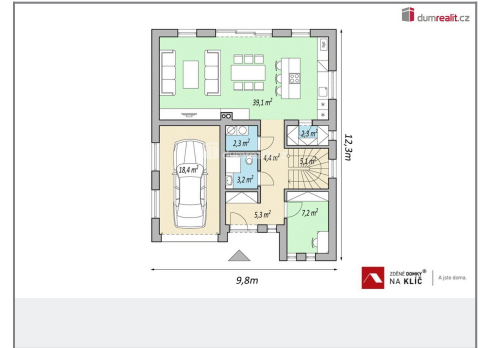 dumrealit.cz
39,1 m²
2,3 m²
2,3 m²
4,4 m²
5,1 m²
18,4 m²
3,2 m²
7,2 m²
5,3 m²
12,3m
9,8m
ZDĚNÉ DOMKY®
NA KLÍČ
A jste doma.